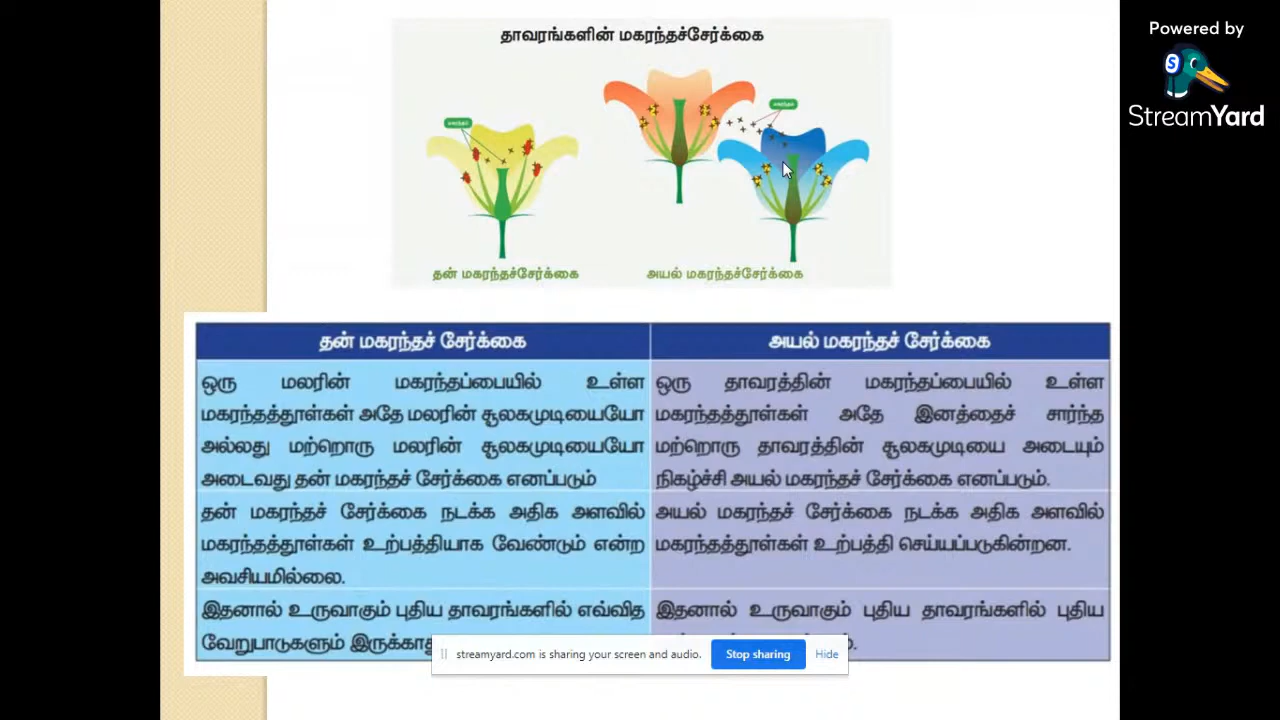 Powered by
StreamYard
தாவரங்களின் மகரந்தச்சேர்க்கை
மகரந்தம்
மகரந்தம்
தன் மகரந்தச்சேர்க்கை
அயல் மகரந்தச்சேர்க்கை
தன் மகரந்தச் சேர்க்கை
ஒரு மலரின் மகரந்தப்பையில் உள்ள
மகரந்தத்தூள்கள் அதே மலரின் சூலகமுடியையோ
அல்லது மற்றொரு மலரின் சூலகமுடியையோ
அடைவது தன் மகரந்தச் சேர்க்கை எனப்படும்
தன் மகரந்தச் சேர்க்கை நடக்க அதிக அளவில்
மகரந்தத்தூள்கள் உற்பத்தியாக வேண்டும் என்ற
அவசியமில்லை.
இதனால் உருவாகும் புதிய தாவரங்களில் எவ்வித
வேறுபாடுகளும்
அயல் மகரந்தச் சேர்க்கை
ஒரு தாவரத்தின் மகரந்தப்பையில் உள்ள
மகரந்தத்தூள்கள் அதே இனத்தைச் சார்ந்த
மற்றொரு தாவரத்தின் சூலகமுடியை அடையும்
நிகழ்ச்சி அயல் மகரந்தச் சேர்க்கை எனப்படும்.
அயல் மகரந்தச் சேர்க்கை நடக்க அதிக அளவில்
மகரந்தத்தூள்கள் உற்பத்தி செய்யப்படுகின்றன.
இதனால் உருவாகும் புதிய தாவரங்களில் புதிய
streamyard.com is sharing your screen and audio.
Stop sharing
Hide